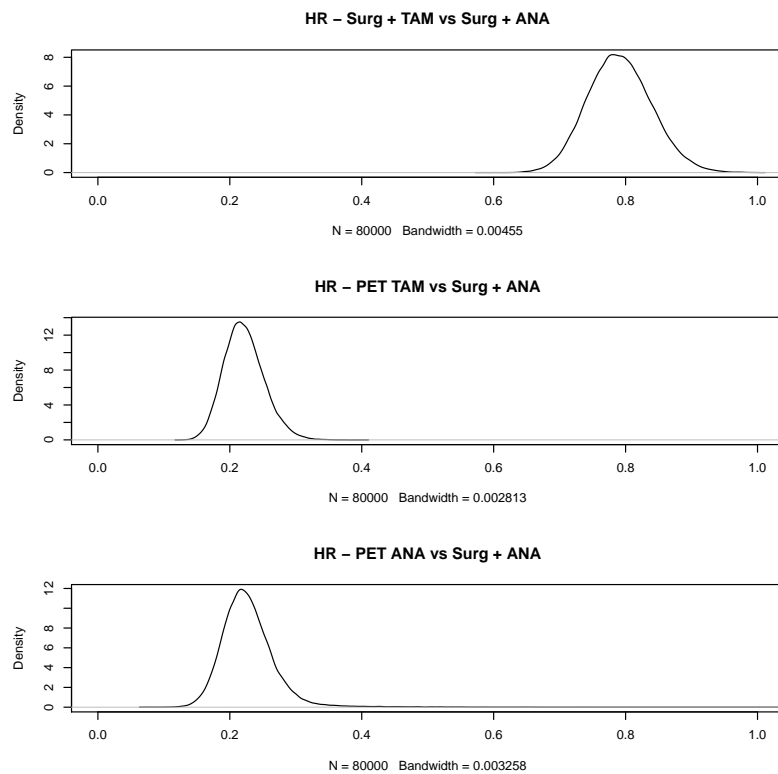 HR − Surg + TAM vs Surg + ANA
Density
8
6
4
2
0
0.0 0.2 0.4 0.6 0.8 1.0
N = 80000 Bandwidth = 0.00455
HR − PET TAM vs Surg + ANA
Density
12
8
4
0
0.0 0.2 0.4 0.6 0.8 1.0
N = 80000 Bandwidth = 0.002813
HR − PET ANA vs Surg + ANA
Density
12
8
6
4
2
0
0.0 0.2 0.4 0.6 0.8 1.0
N = 80000 Bandwidth = 0.003258